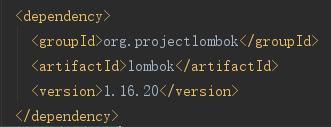 <dependency>
<groupId>org.projectlombok</groupId>
<artifactId>lombok</artifactId>
<version>1.16.20</version>
</dependency>